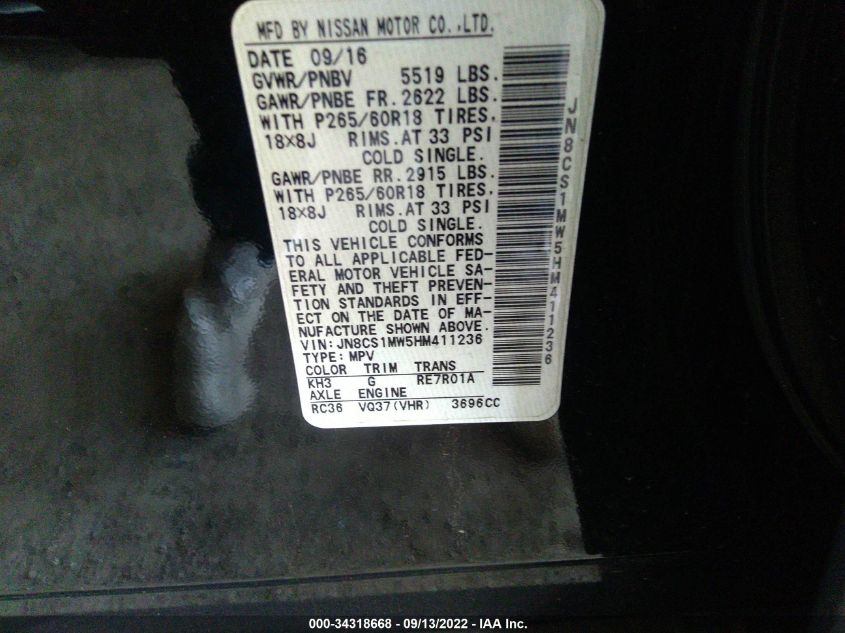 MFD BY NISSAN MOTOR CO.,LTD.
DATE 09/16
GVWR/PNBV 5519 LBS.
GAWR/PNBE FR. 2622 LBS.
WITH P265/60R18 TIRES,
18×8J RIMS.AT 33 PSI
COLD SINGLE.
GAWR/PNBE RR. 2915 LBS.
WITH P265/60R18 TIRES,
18×8J RIMS.AT 33 PSI
COLD SINGLE.
THIS VEHICLE CONFORMS
TO ALL APPLICABLE FED-
ERAL MOTOR VEHICLE SA-
FETY AND THEFT PREVEN-
TION STANDARDS IN EFF-
ECT ON THE DATE OF MA-
NUFACTURE SHOWN ABOVE.
VIN: JN8CS1MW5HM411236
TYPE: MPV
COLOR TRIM TRANS
KH3 G RE7R01A
AXLE ENGINE
RC36 VQ37(VHR) 3696CC
JN8CS1MW5HM411236
000-34318668 - 09/13/2022 - IAA Inc.